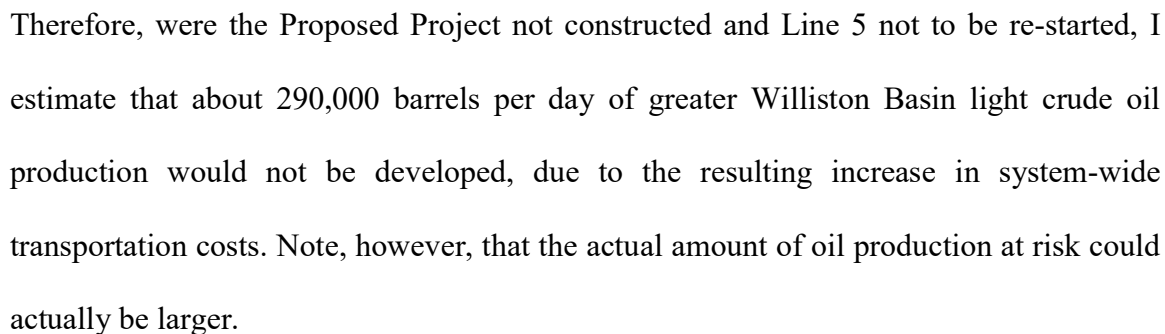 Therefore, were the Proposed Project not constructed and Line 5 not to be re-started, I
estimate that about 290,000 barrels per day of greater Williston Basin light crude oil
production would not be developed, due to the resulting increase in system-wide
transportation costs. Note, however, that the actual amount of oil production at risk could
actually be larger.